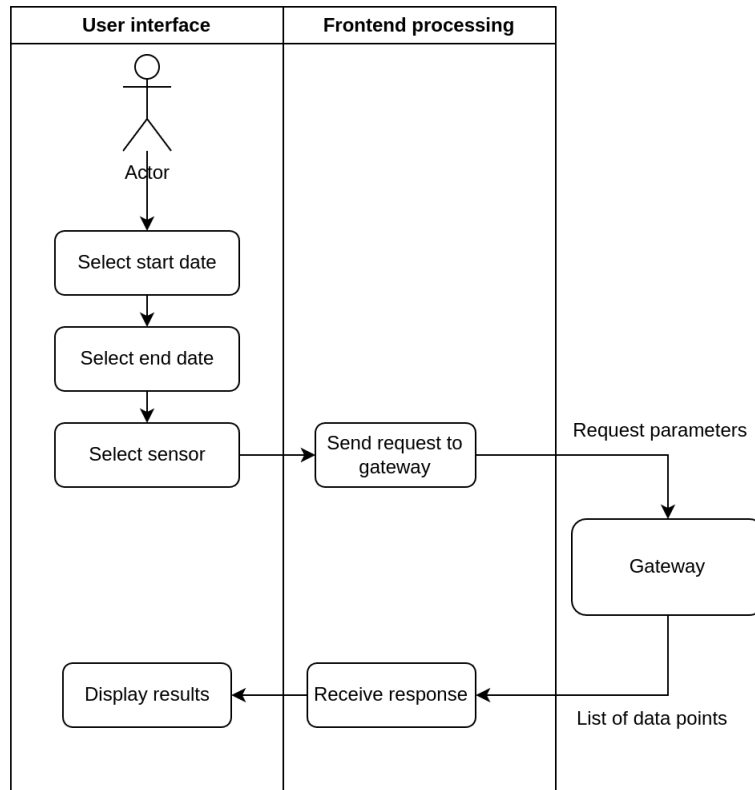 User interface
Frontend processing
Actor
Select start date
Select end date
Select sensor
Send request to
gateway
Request parameters
Gateway
Display results
Receive response
List of data points